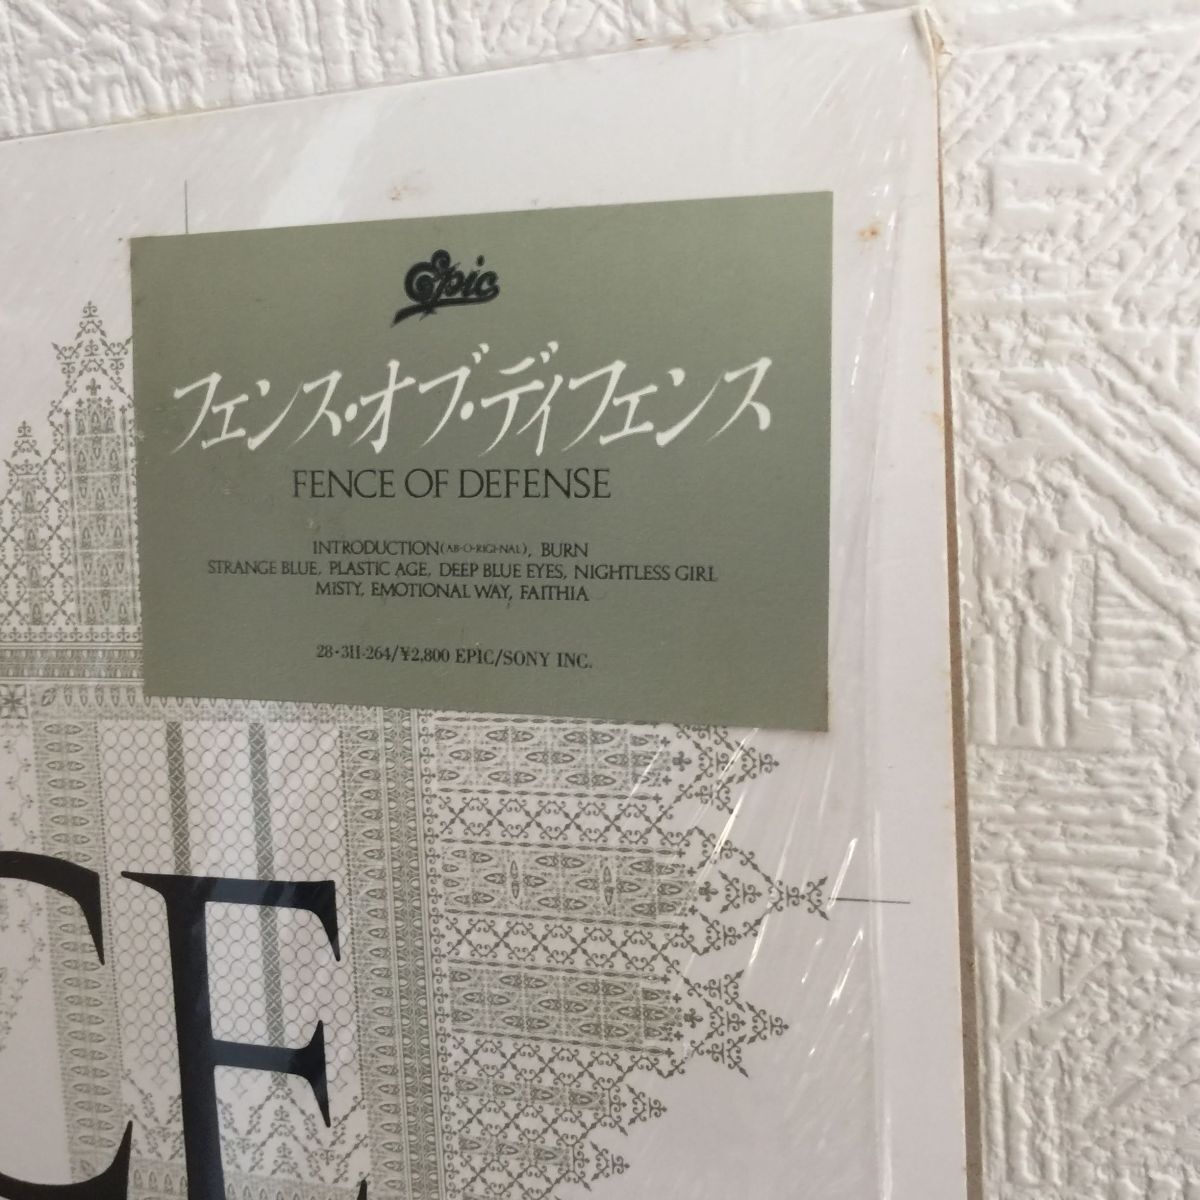 Epic
フェンス・オブ・ディフェンス
FENCE OF DEFENSE
INTRODUCTION(AB-O-RIGI-NAL), BURN
STRANGE BLUE, PLASTIC AGE, DEEP BLUE EYES, NIGHTLESS GIRL
MISTY, EMOTIONAL WAY, FAITHIA
28・3H-264/¥2,800 EPIC/SONY INC.
CE